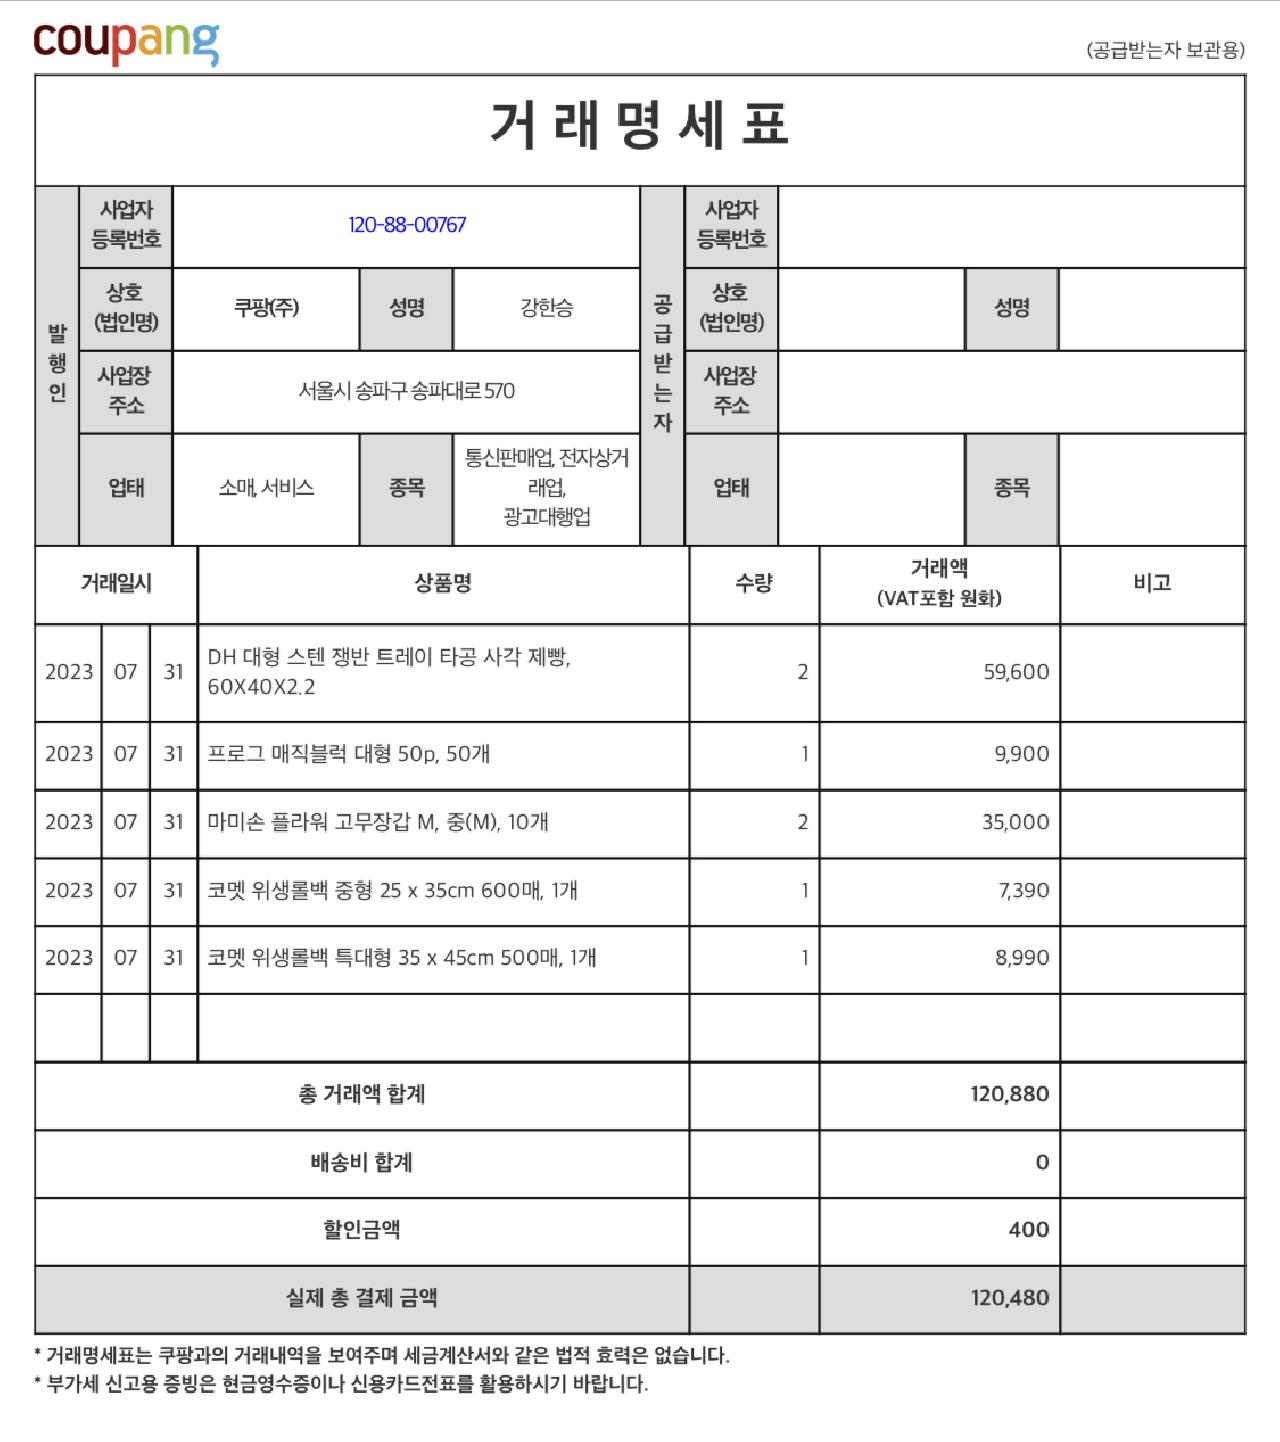 coupang
(공급받는자 보관용)
거래명세표
발행인
사업자
등록번호
120-88-00767
상호
(법인명)
쿠팡(주)
성명
강한승
사업장
주소
서울시 송파구 송파대로 570
업태
소매, 서비스
종목
통신판매업, 전자상거
래업,
광고대행업
공급받는자
사업자
등록번호
상호
(법인명)
성명
사업장
주소
업태
종목
거래일시 상품명 수량 거래액 비고
(VAT포함 원화)
2023 07 31 DH 대형 스텐 쟁반 트레이 타공 사각 제빵, 2 59,600
60X40X2.2
2023 07 31 프로그 매직블럭 대형 50p, 50개 1 9,900
2023 07 31 마미손 플라워 고무장갑 M, 중(M), 10개 2 35,000
2023 07 31 코멧 위생롤백 중형 25 x 35cm 600매, 1개 1 7,390
2023 07 31 코멧 위생롤백 특대형 35 x 45cm 500매, 1개 1 8,990
총 거래액 합계 120,880
배송비 합계 0
할인금액 400
실제 총 결제 금액 120,480
* 거래명세표는 쿠팡과의 거래내역을 보여주며 세금계산서와 같은 법적 효력은 없습니다.
* 부가세 신고용 증빙은 현금영수증이나 신용카드전표를 활용하시기 바랍니다.